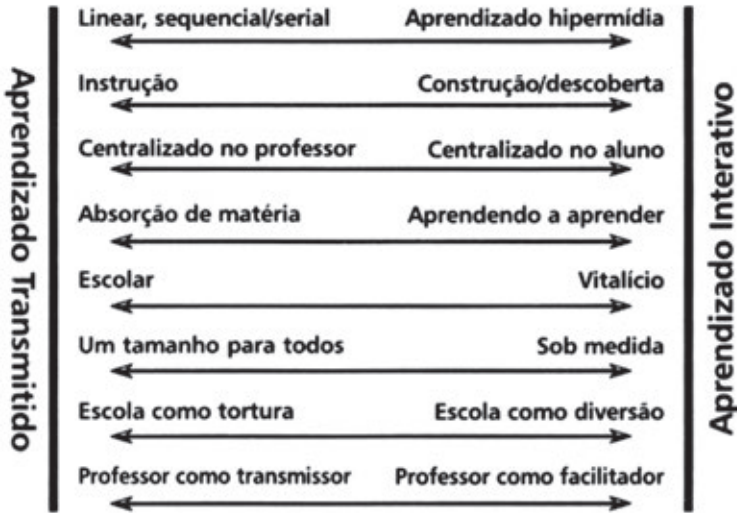 Aprendizado Transmitido
Linear, sequencial/serial Aprendizado hipermídia
Instrução Construção/descoberta
Centralizado no professor Centralizado no aluno
Absorção de matéria Aprendendo a aprender
Escolar Vitalício
Um tamanho para todos Sob medida
Escola como tortura Escola como diversão
Professor como transmissor Professor como facilitador
Aprendizado Interativo